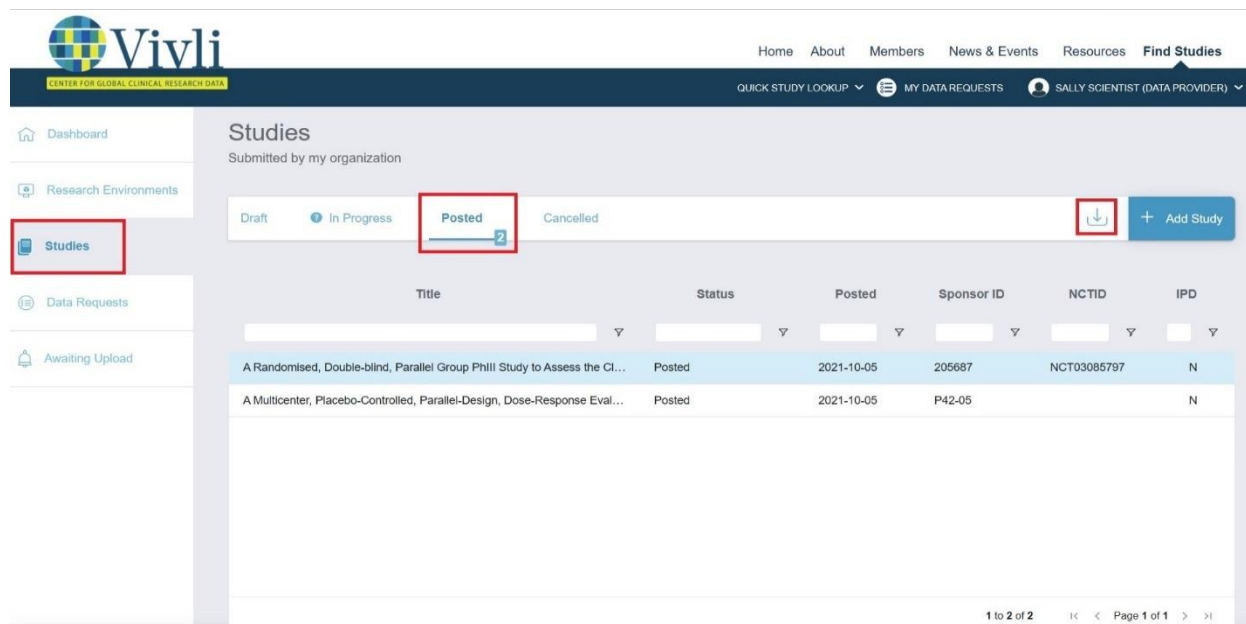 Vivli
CENTER FOR GLOBAL CLINICAL RESEARCH DATA
Home About Members News & Events Resources Find Studies
QUICK STUDY LOOKUP MY DATA REQUESTS SALLY SCIENTIST (DATA PROVIDER)
Dashboard
Research Environments
Studies
Data Requests
Awaiting Upload
Studies
Submitted by my organization
Draft ? In Progress Posted 2 Cancelled + Add Study
Title Status Posted Sponsor ID NCTID IPD
A Randomised, Double-blind, Parallel Group PhIII Study to Assess the Cl... Posted 2021-10-05 205687 NCT03085797 N
A Multicenter, Placebo-Controlled, Parallel-Design, Dose-Response Eval... Posted 2021-10-05 P42-05 N
1 to 2 of 2 Page 1 of 1